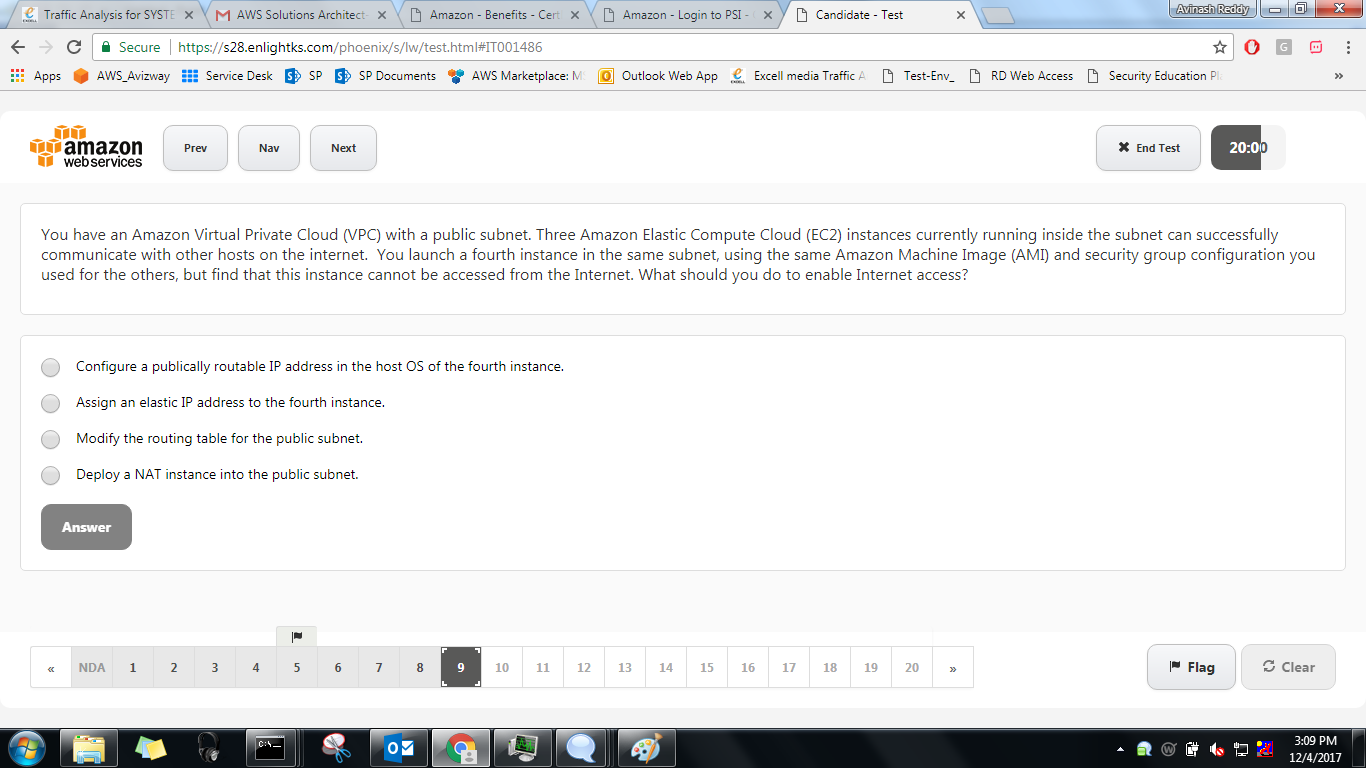 Traffic Analysis for SYSTE
AWS Solutions Architect-
Amazon - Benefits - Cert
Amazon - Login to PSI -
Candidate - Test
Avinash Reddy
Secure
https://s28.enlightks.com/phoenix/s/lw/test.html#IT001486
Apps
AWS_Avizway
Service Desk
SP
SP Documents
AWS Marketplace: M
Outlook Web App
Excell media Traffic A
Test-Env_
RD Web Access
Security Education Pl
»
amazon
webservices
Prev
Nav
Next
End Test
20:00
You have an Amazon Virtual Private Cloud (VPC) with a public subnet. Three Amazon Elastic Compute Cloud (EC2) instances currently running inside the subnet can successfully
communicate with other hosts on the internet.  You launch a fourth instance in the same subnet, using the same Amazon Machine Image (AMI) and security group configuration you
used for the others, but find that this instance cannot be accessed from the Internet. What should you do to enable Internet access?
Configure a publically routable IP address in the host OS of the fourth instance.
Assign an elastic IP address to the fourth instance.
Modify the routing table for the public subnet.
Deploy a NAT instance into the public subnet.
Answer
« NDA 1 2 3 4 5 6 7 8 9 10 11 12 13 14 15 16 17 18 19 20 »
Flag
Clear
3:09 PM
12/4/2017